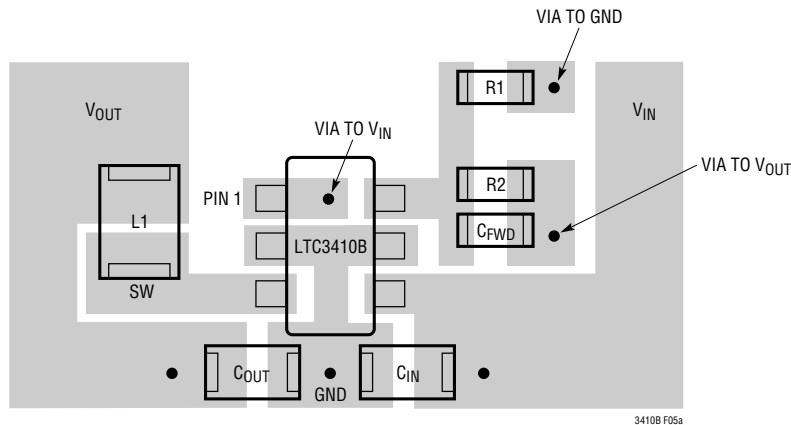 VIA TO GND
R1
VOUT
VIN
VIA TO VIN
VIA TO VOUT
PIN 1
R2
L1
CFWD
LTC3410B
SW
COUT
CIN
GND
3410B F05a